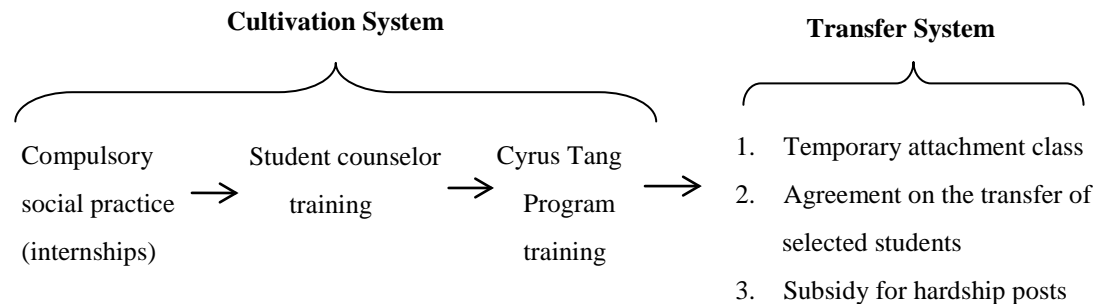 Cultivation System
Transfer System
Compulsory
social practice
(internships)
Student counselor
training
Cyrus Tang
Program
training
1. Temporary attachment class
2. Agreement on the transfer of
selected students
3. Subsidy for hardship posts